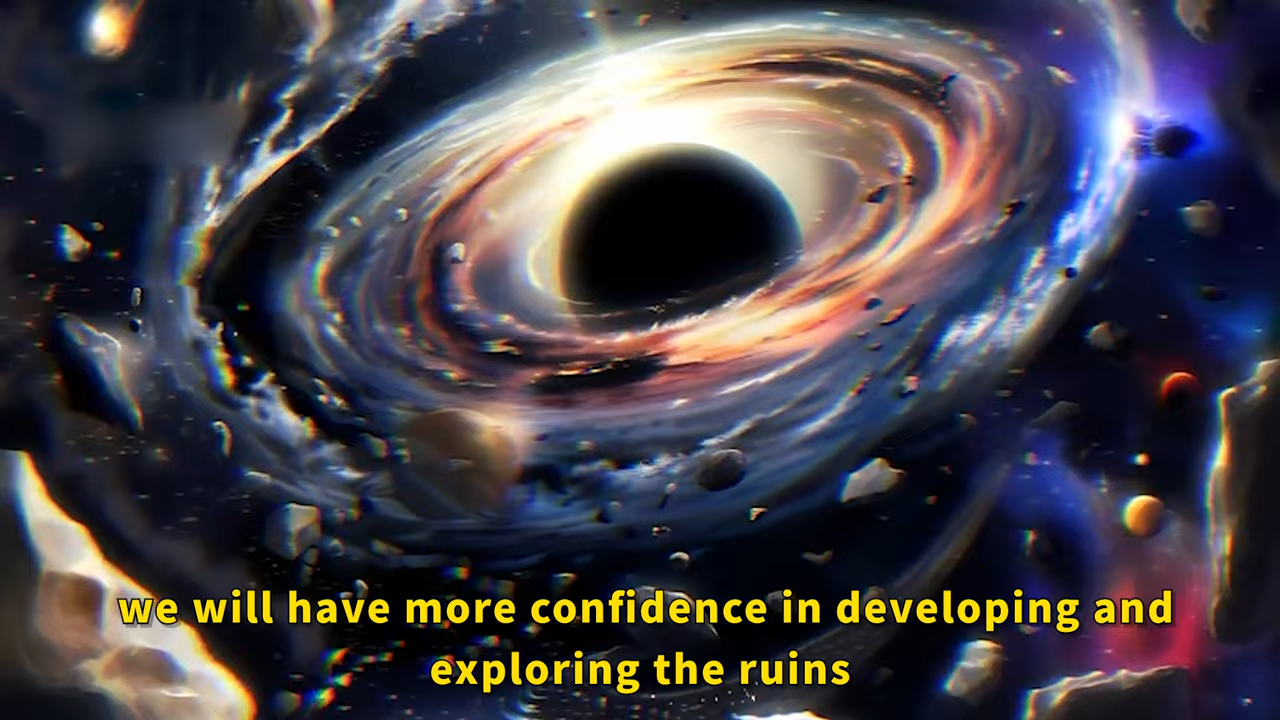 we will have more confidence in developing and
exploring the ruins